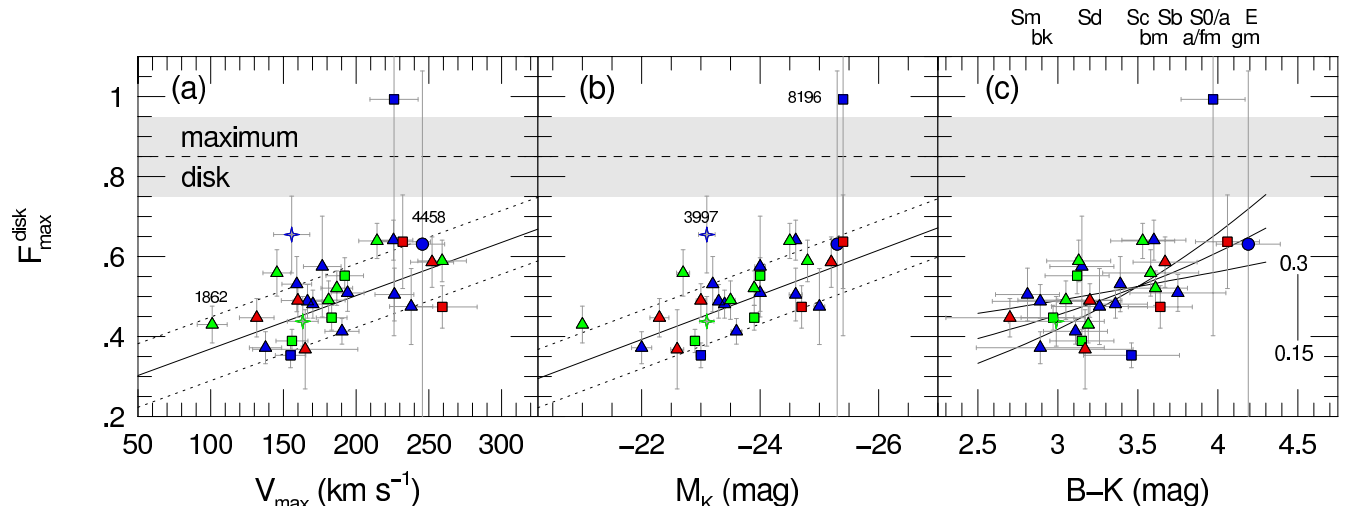 Sm Sd Sc Sb S0/a E
bk bm a/fm gm
(a) (b) (c)
8196
maximum
disk
4458
3997
1862
0.3
0.15
1
.8
.6
.4
.2
F_max^disk
50 100 150 200 250 300
−22 −24 −26
2.5 3 3.5 4 4.5
V_max (km s⁻¹) M_K (mag) B−K (mag)